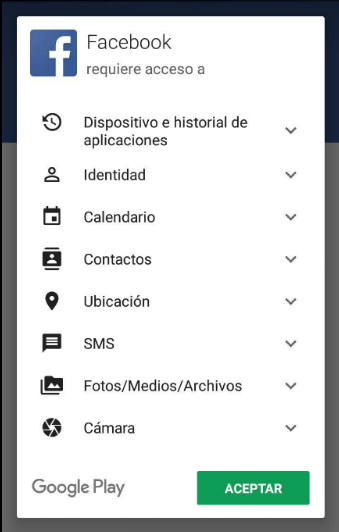 Facebook
requiere acceso a
Dispositivo e historial de
aplicaciones
Identidad
Calendario
Contactos
Ubicación
SMS
Fotos/Medios/Archivos
Cámara
Google Play
ACEPTAR